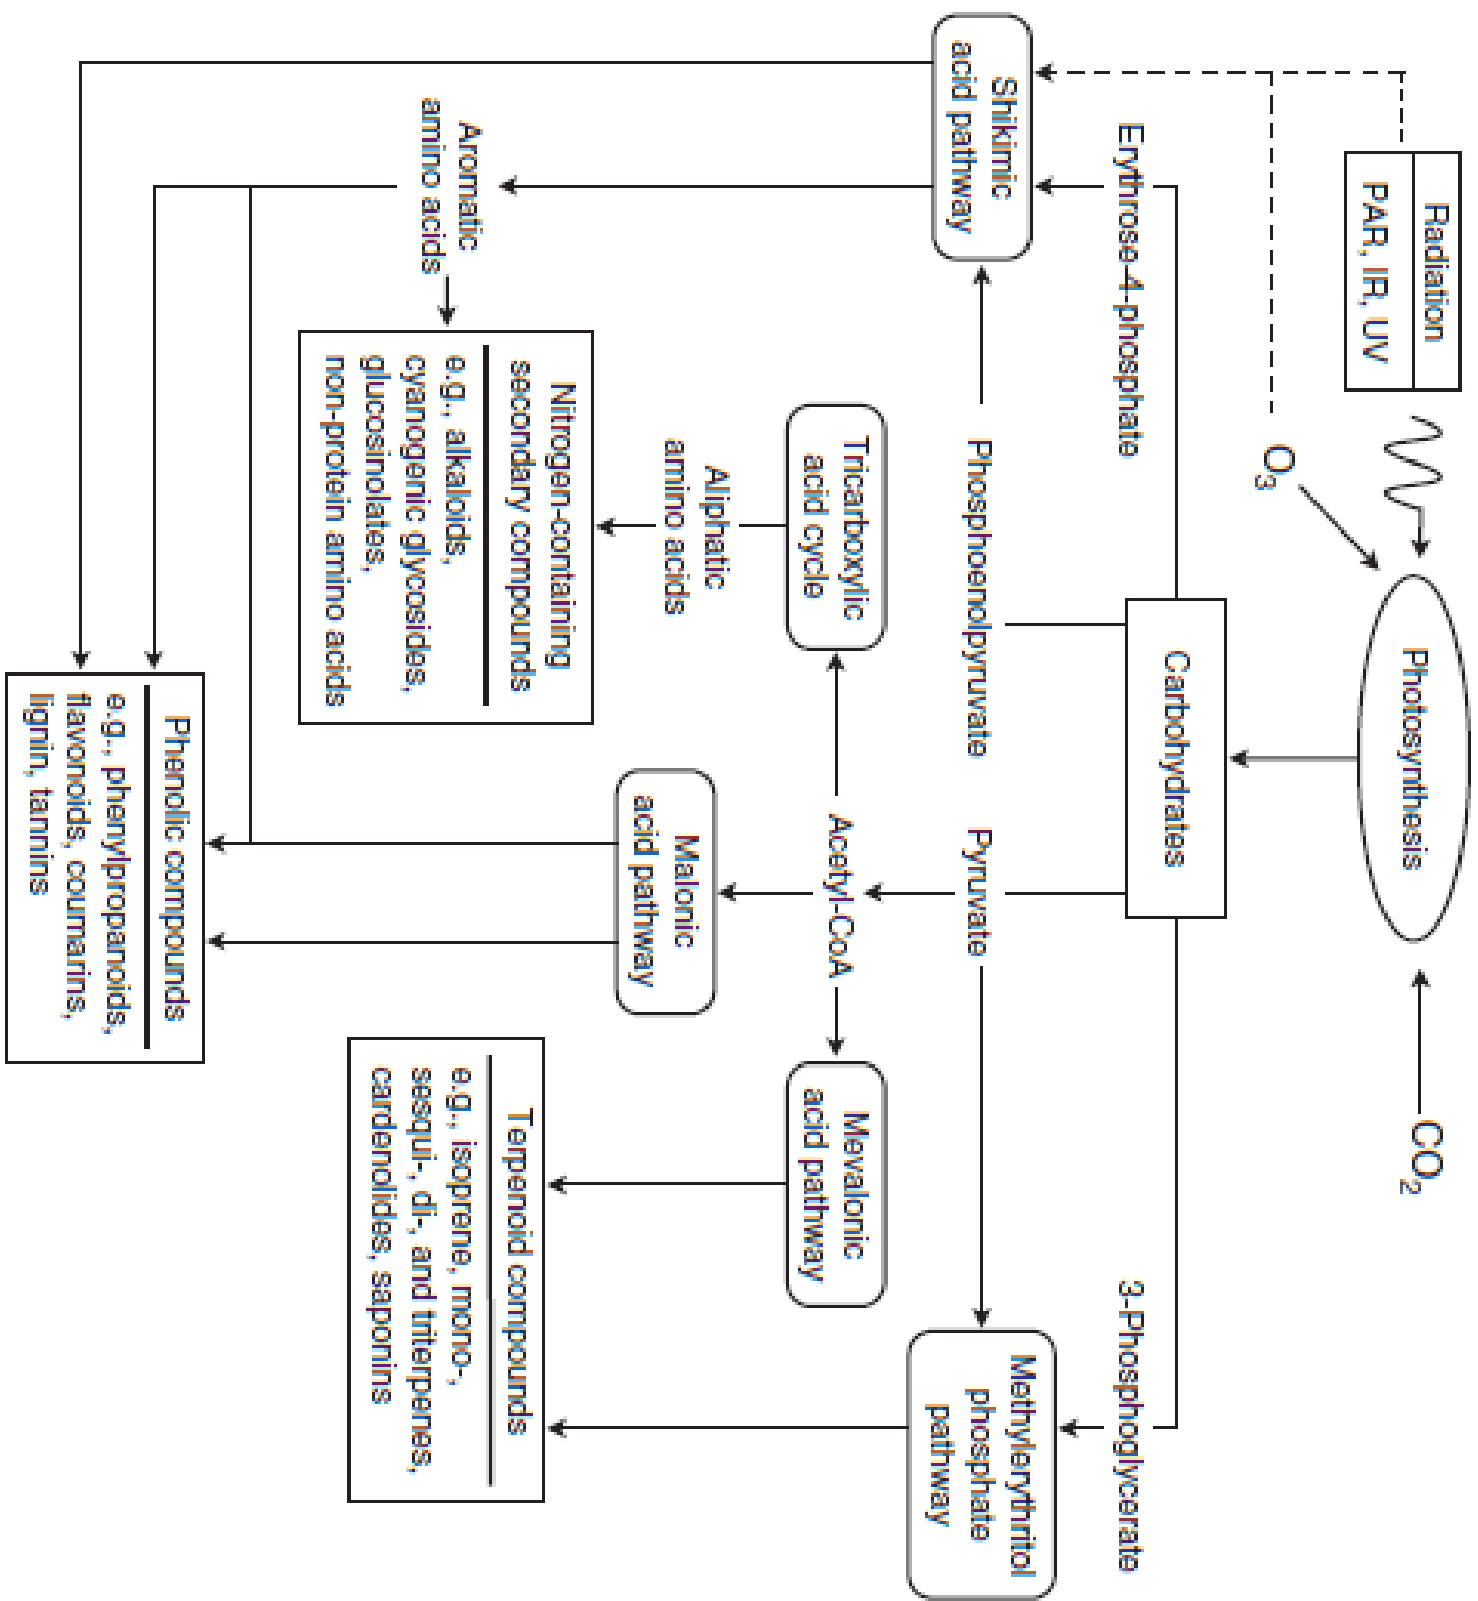 Radiation
PAR, IR, UV
O₃
Photosynthesis
CO₂
Carbohydrates
Erythrose-4-phosphate
3-Phosphoglycerate
Shikimic
acid pathway
Phosphoenolpyruvate
Pyruvate
Methylerythritol
phosphate
pathway
Tricarboxylic
acid cycle
Acetyl-CoA
Mevalonic
acid pathway
Aliphatic
amino acids
Malonic
acid pathway
Aromatic
amino acids
Nitrogen-containing
secondary compounds
e.g., alkaloids,
cyanogenic glycosides,
glucosinolates,
non-protein amino acids
Terpenoid compounds
e.g., isoprene, mono-,
sesqui-, di-, and triterpenes,
cardenolides, saponins
Phenolic compounds
e.g., phenylpropanoids,
flavonoids, coumarins,
lignin, tannins